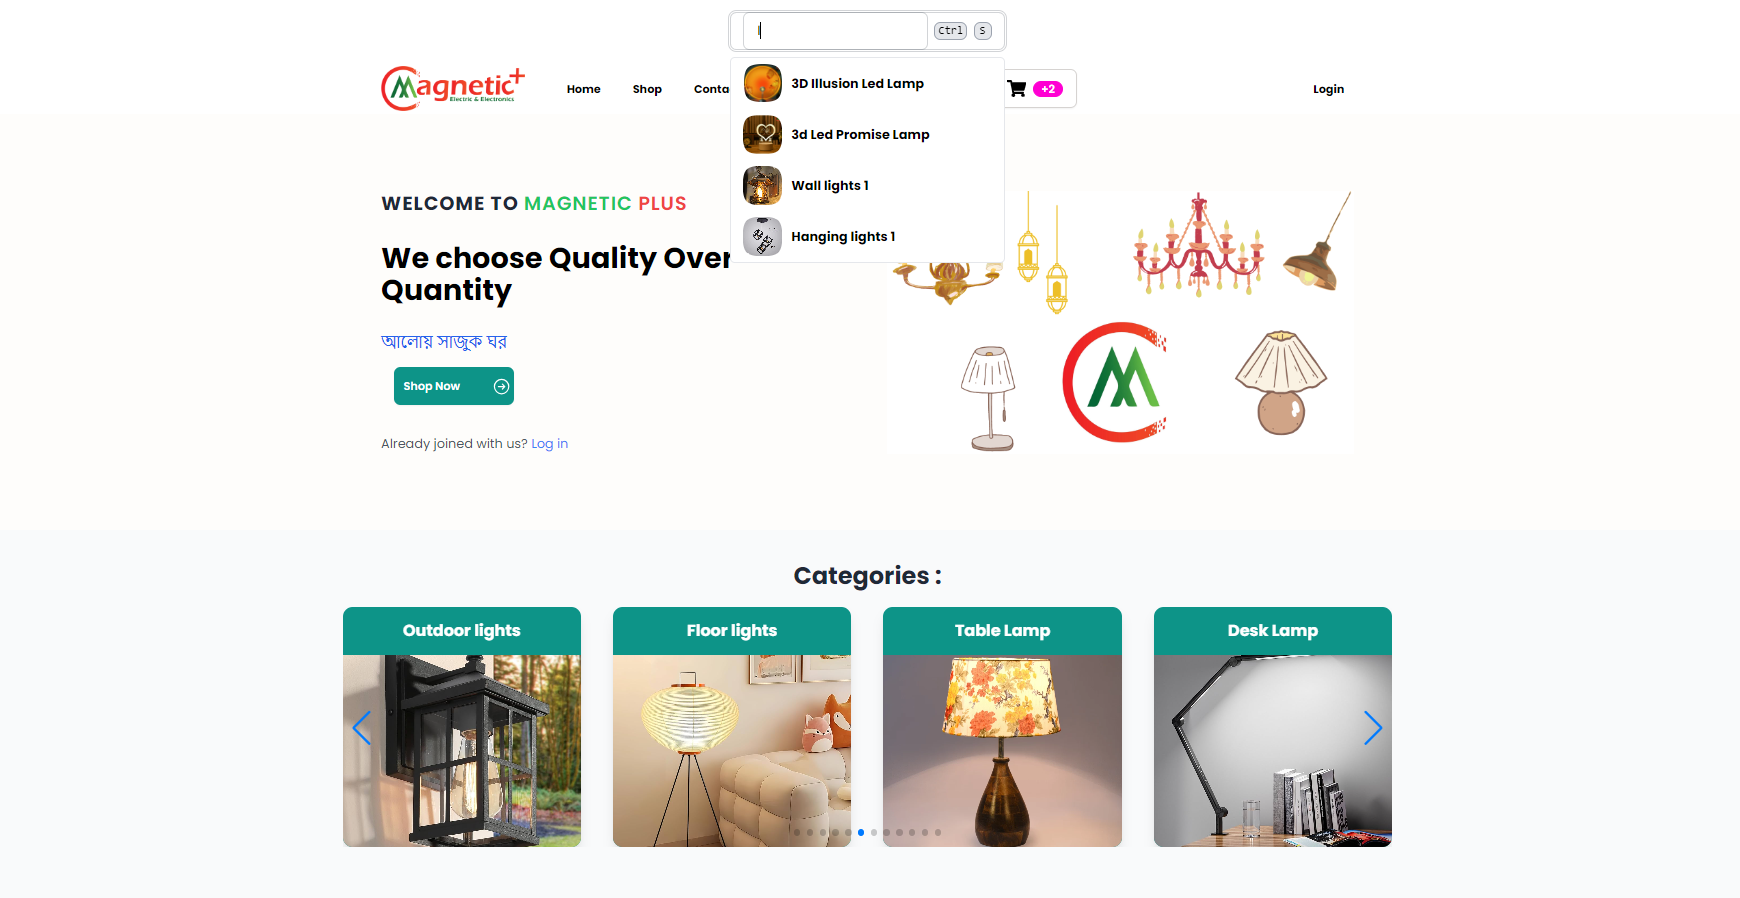 l
Ctrl S
Magnetic+
Electric & Electronics
Home Shop Conta
+2
Login
3D Illusion Led Lamp
3d Led Promise Lamp
Wall lights 1
Hanging lights 1
WELCOME TO MAGNETIC PLUS
We choose Quality Over
Quantity
আলোয় সাজুক ঘর
Shop Now
Already joined with us? Log in
Categories :
Outdoor lights
Floor lights
Table Lamp
Desk Lamp